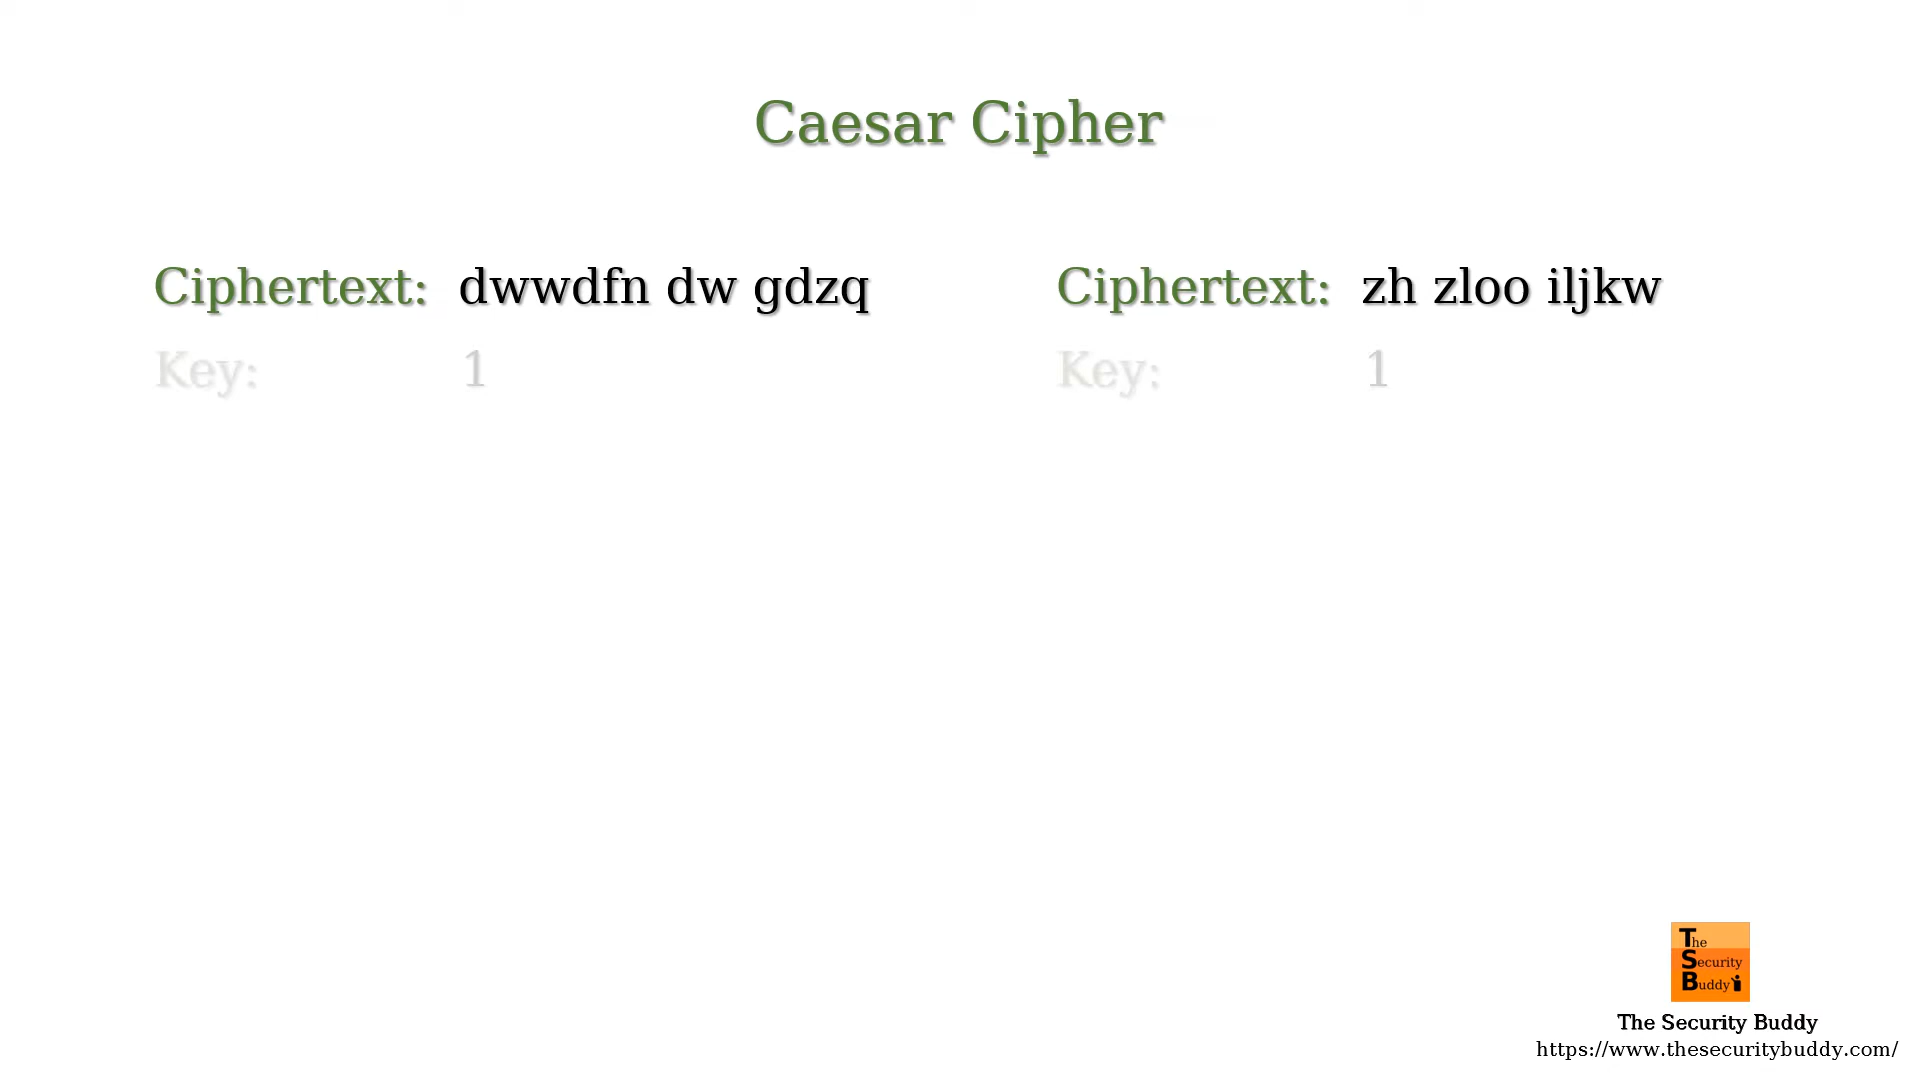 Caesar Cipher
Ciphertext: dwwdfn dw gdzq
Key: 1
Ciphertext: zh zloo iljkw
Key: 1
The
Security
Buddy
The Security Buddy
https://www.thesecuritybuddy.com/